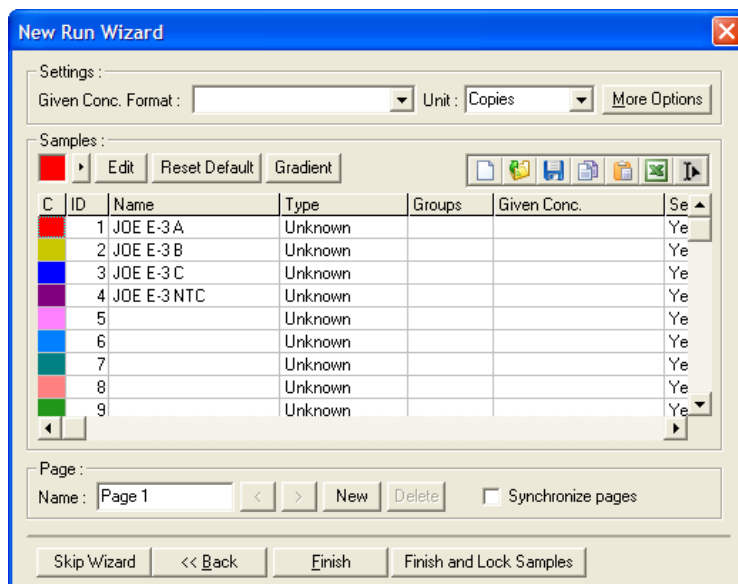 New Run Wizard
Settings :
Given Conc. Format : Unit : Copies More Options
Samples :
Edit Reset Default Gradient
C ID Name Type Groups Given Conc. Se
1 JOE E-3 A Unknown Ye
2 JOE E-3 B Unknown Ye
3 JOE E-3 C Unknown Ye
4 JOE E-3 NTC Unknown Ye
5 Unknown Ye
6 Unknown Ye
7 Unknown Ye
8 Unknown Ye
9 Unknown Ye
Page :
Name : Page 1 < > New Delete Synchronize pages
Skip Wizard << Back Finish Finish and Lock Samples